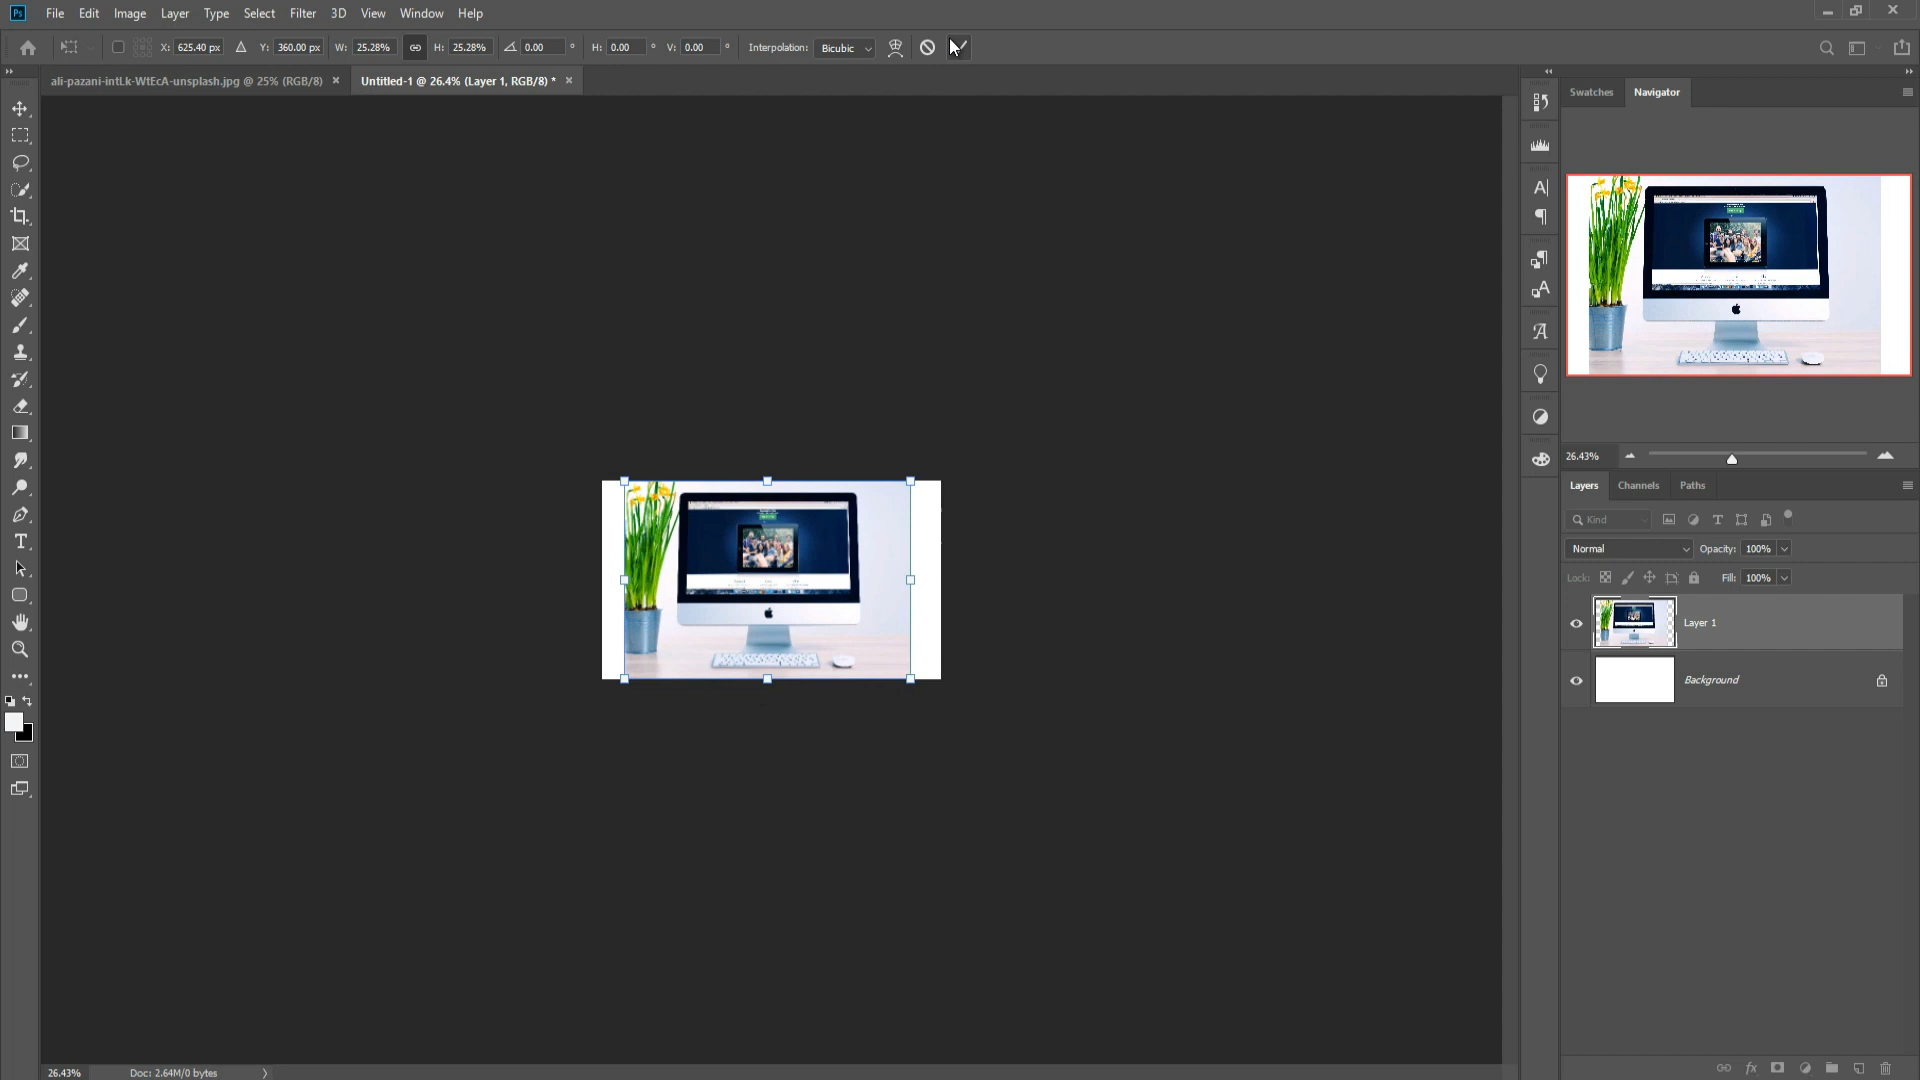 Ps File Edit Image Layer Type Select Filter 3D View Window Help
X: 625.40 px Y: 360.00 px W: 25.28% H: 25.28% 0.00 ° H: 0.00 ° V: 0.00 ° Interpolation: Bicubic
ali-pazani-intLk-WtEcA-unsplash.jpg @ 25% (RGB/8) × Untitled-1 @ 26.4% (Layer 1, RGB/8) * ×
Swatches Navigator
26.43%
Layers Channels Paths
Kind
Normal Opacity: 100%
Lock: Fill: 100%
Layer 1
Background
26.43% Doc: 2.64M/0 bytes